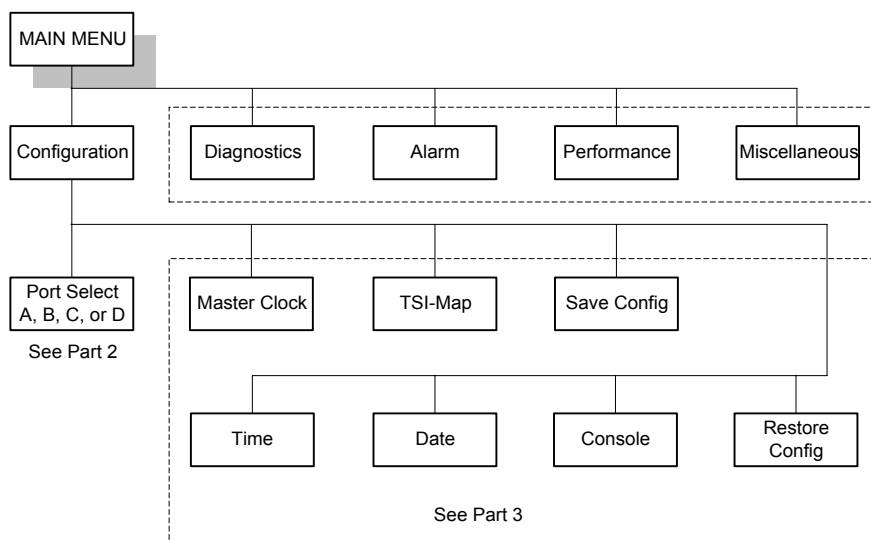 MAIN MENU
Configuration
Diagnostics
Alarm
Performance
Miscellaneous
Port Select
A, B, C, or D
See Part 2
Master Clock
TSI-Map
Save Config
Time
Date
Console
Restore
Config
See Part 3